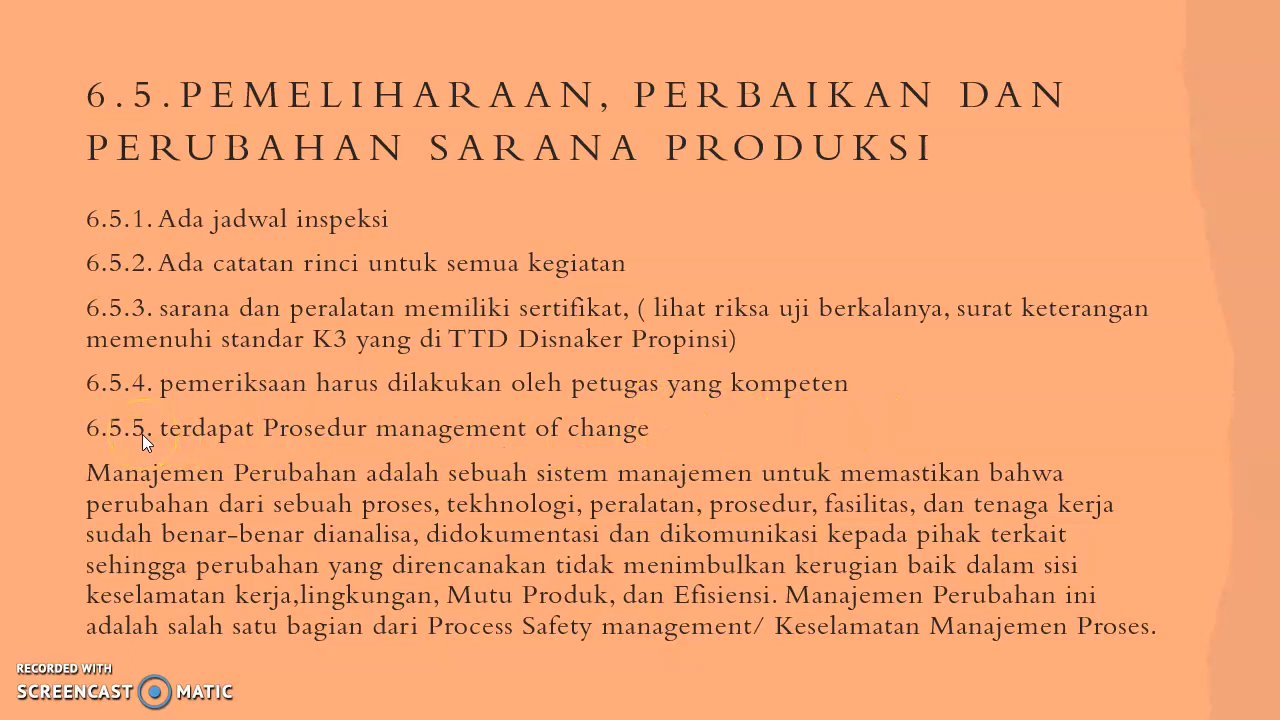 6.5.PEMELIHARAAN, PERBAIKAN DAN
PERUBAHAN SARANA PRODUKSI
6.5.1. Ada jadwal inspeksi
6.5.2. Ada catatan rinci untuk semua kegiatan
6.5.3. sarana dan peralatan memiliki sertifikat, ( lihat riksa uji berkalanya, surat keterangan
memenuhi standar K3 yang di TTD Disnaker Propinsi)
6.5.4. pemeriksaan harus dilakukan oleh petugas yang kompeten
6.5.5. terdapat Prosedur management of change
Manajemen Perubahan adalah sebuah sistem manajemen untuk memastikan bahwa
perubahan dari sebuah proses, tekhnologi, peralatan, prosedur, fasilitas, dan tenaga kerja
sudah benar-benar dianalisa, didokumentasi dan dikomunikasi kepada pihak terkait
sehingga perubahan yang direncanakan tidak menimbulkan kerugian baik dalam sisi
keselamatan kerja,lingkungan, Mutu Produk, dan Efisiensi. Manajemen Perubahan ini
adalah salah satu bagian dari Process Safety management/ Keselamatan Manajemen Proses.
RECORDED WITH
SCREENCAST MATIC